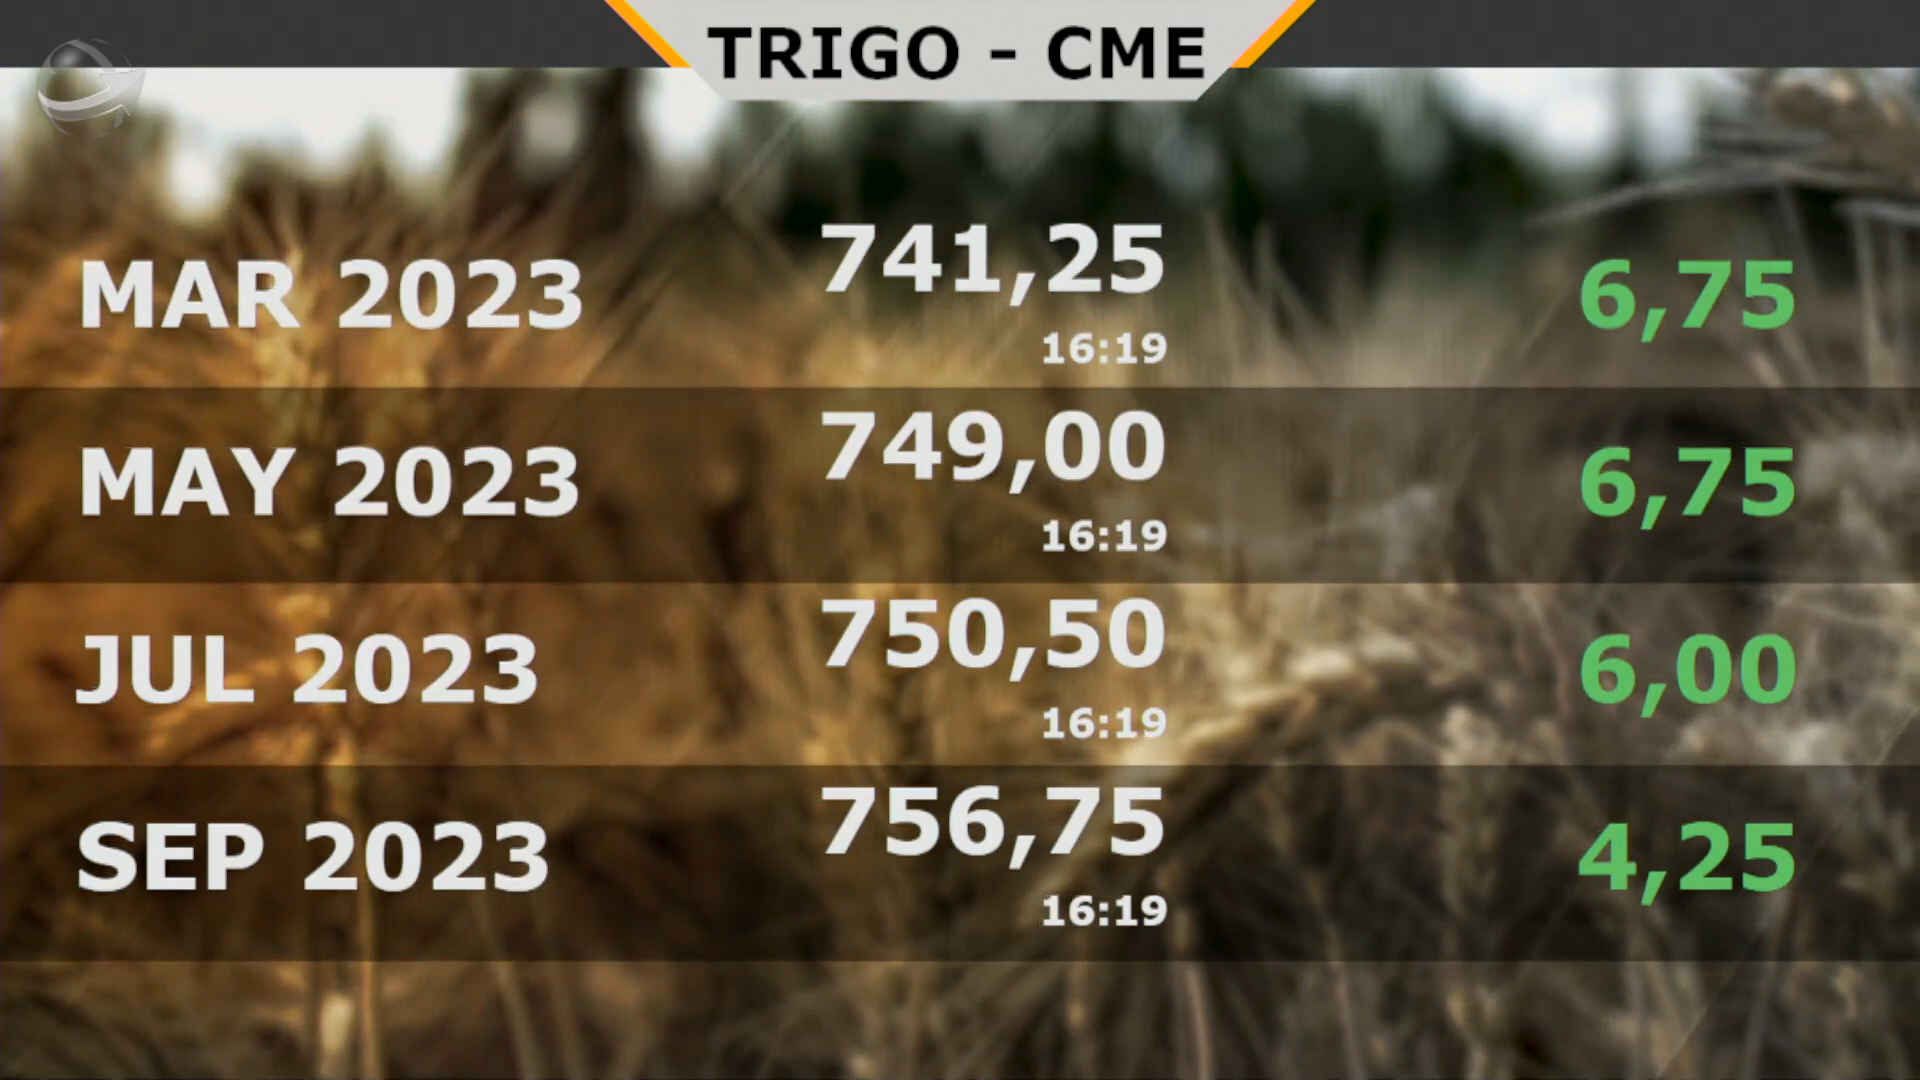 TRIGO - CME
MAR 2023 741,25 6,75
16:19
MAY 2023 749,00 6,75
16:19
JUL 2023 750,50 6,00
16:19
SEP 2023 756,75 4,25
16:19